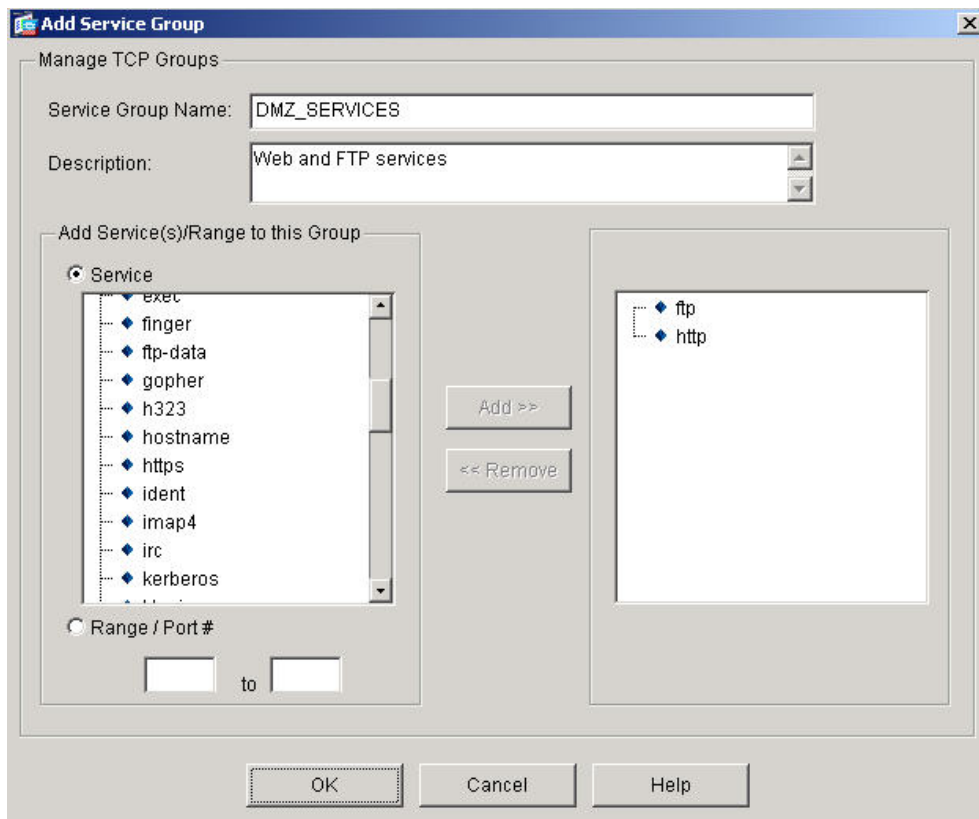 Add Service Group
Manage TCP Groups
Service Group Name: DMZ_SERVICES
Description: Web and FTP services
Add Service(s)/Range to this Group
Service
exec
finger
ftp-data
gopher
h323
hostname
https
ident
imap4
irc
kerberos
Range / Port #
to
Add >>
<< Remove
ftp
http
OK Cancel Help